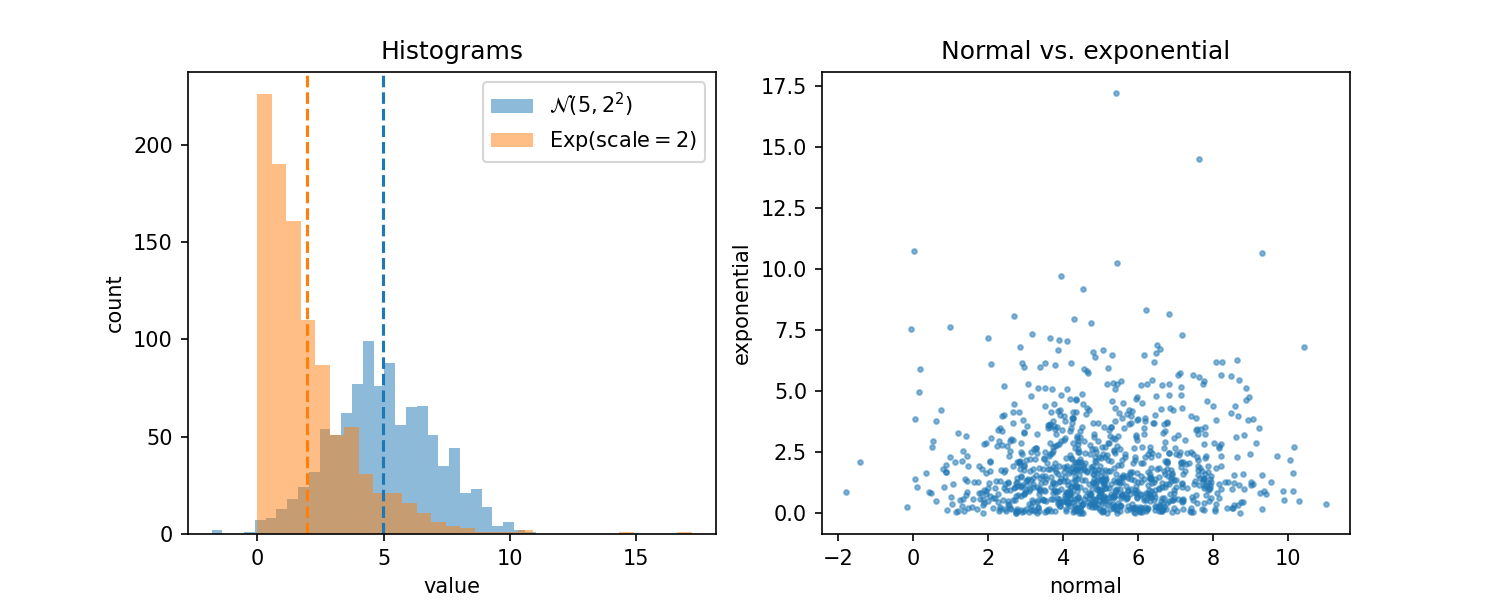 Histograms
𝒩(5, 2²)
Exp(scale = 2)
200
150
100
50
0
count
0 5 10 15
value
Normal vs. exponential
17.5
15.0
12.5
10.0
7.5
5.0
2.5
0.0
exponential
−2 0 2 4 6 8 10
normal